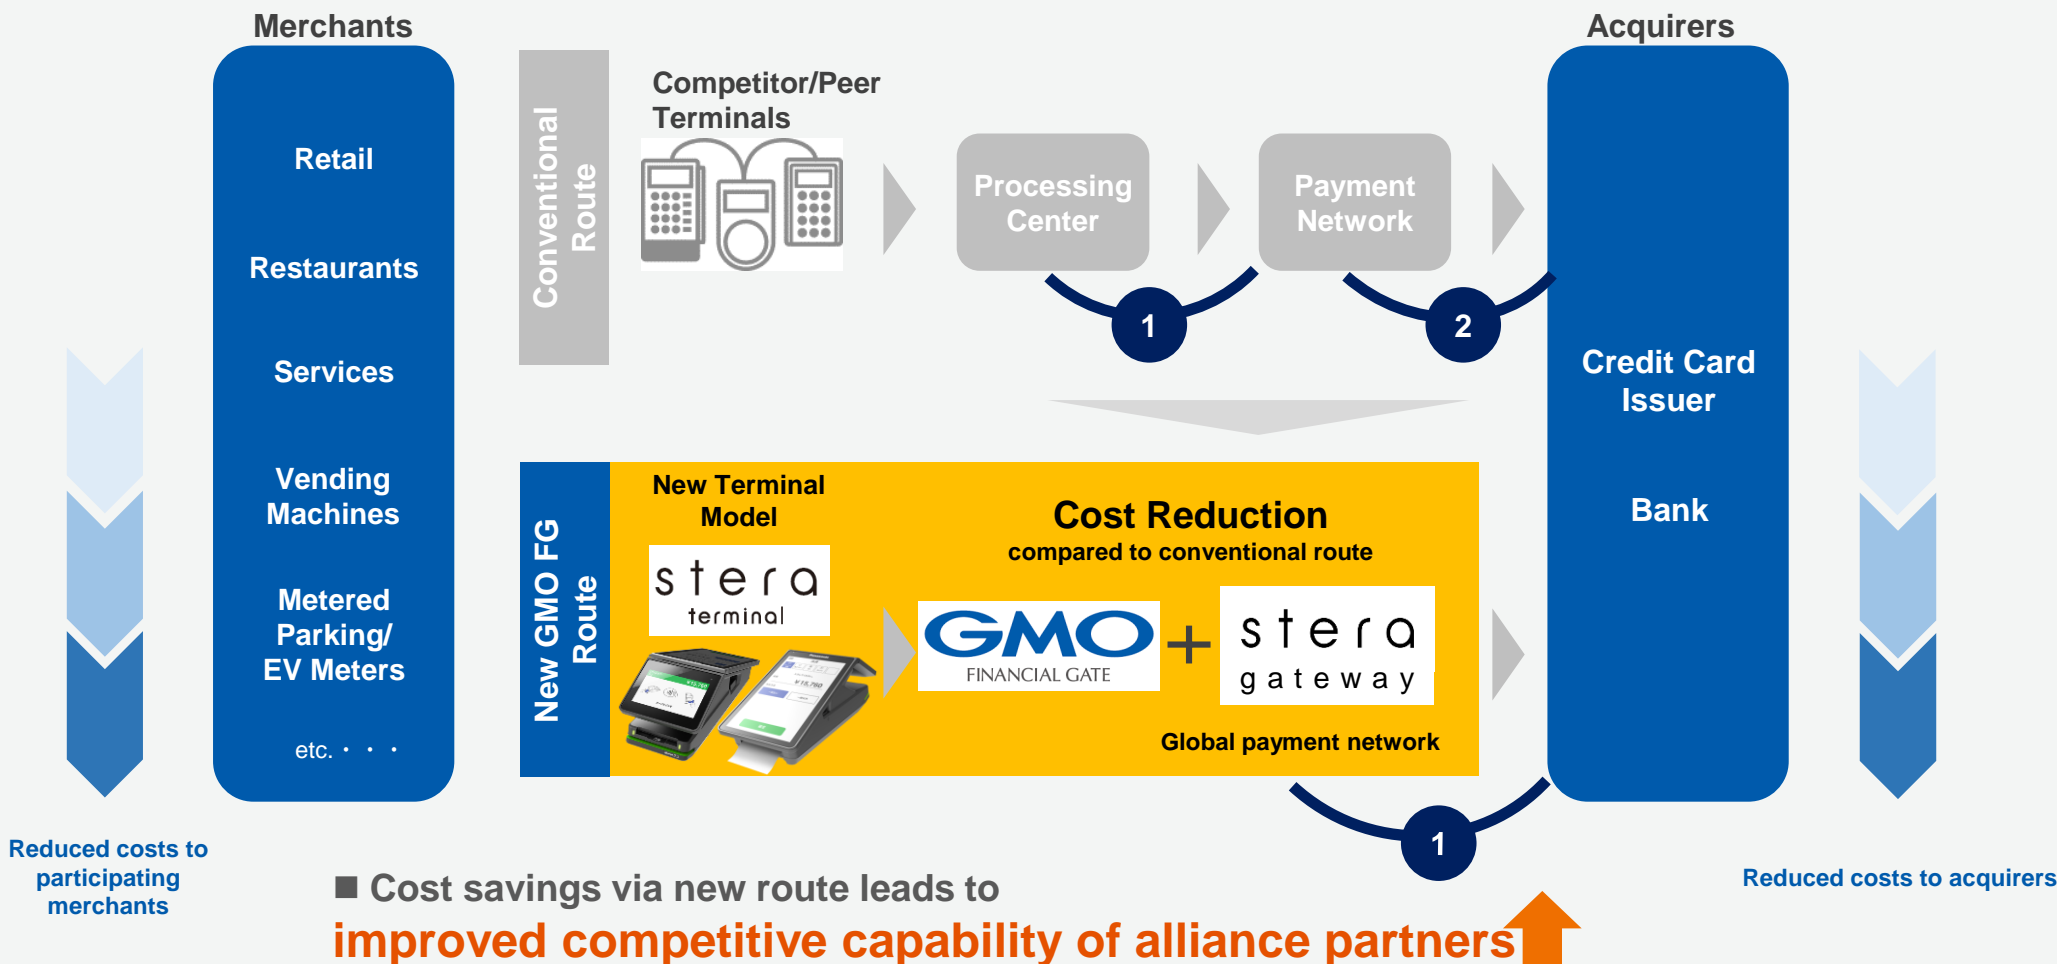 Merchants
Acquirers
Retail
Restaurants
Services
Vending
Machines
Metered
Parking/
EV Meters
etc.・・・
Conventional
Route
Competitor/Peer
Terminals
Processing
Center
Payment
Network
1
2
Credit Card
Issuer
Bank
New GMO FG
Route
New Terminal
Model
stera
terminal
Cost Reduction
compared to conventional route
GMO
FINANCIAL GATE
+
stera
gateway
Global payment network
1
Reduced costs to
participating
merchants
Reduced costs to acquirers
■ Cost savings via new route leads to
improved competitive capability of alliance partners